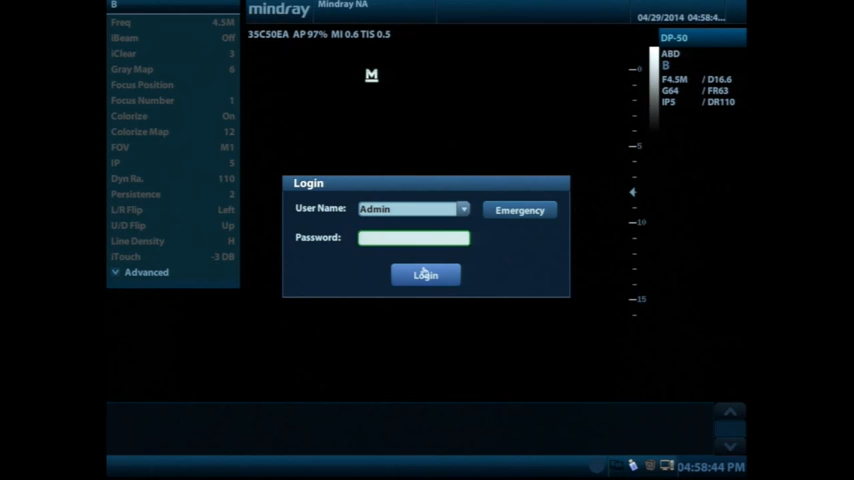 B
mindray
Mindray NA
04/29/2014 04:58:4...
35C50EA AP 97% MI 0.6 TIS 0.5
DP-50
Freq 4.5M
iBeam Off
iClear 3
Gray Map 6
Focus Position
Focus Number 1
Colorize On
Colorize Map 12
FOV M1
IP 5
Dyn Ra. 110
Persistence 2
L/R Flip Left
U/D Flip Up
Line Density H
iTouch -3 DB
Advanced
M
Login
User Name: Admin
Emergency
Password:
Login
0
5
10
15
ABD
B
F4.5M / D16.6
G64 / FR63
IP5 / DR110
04:58:44 PM